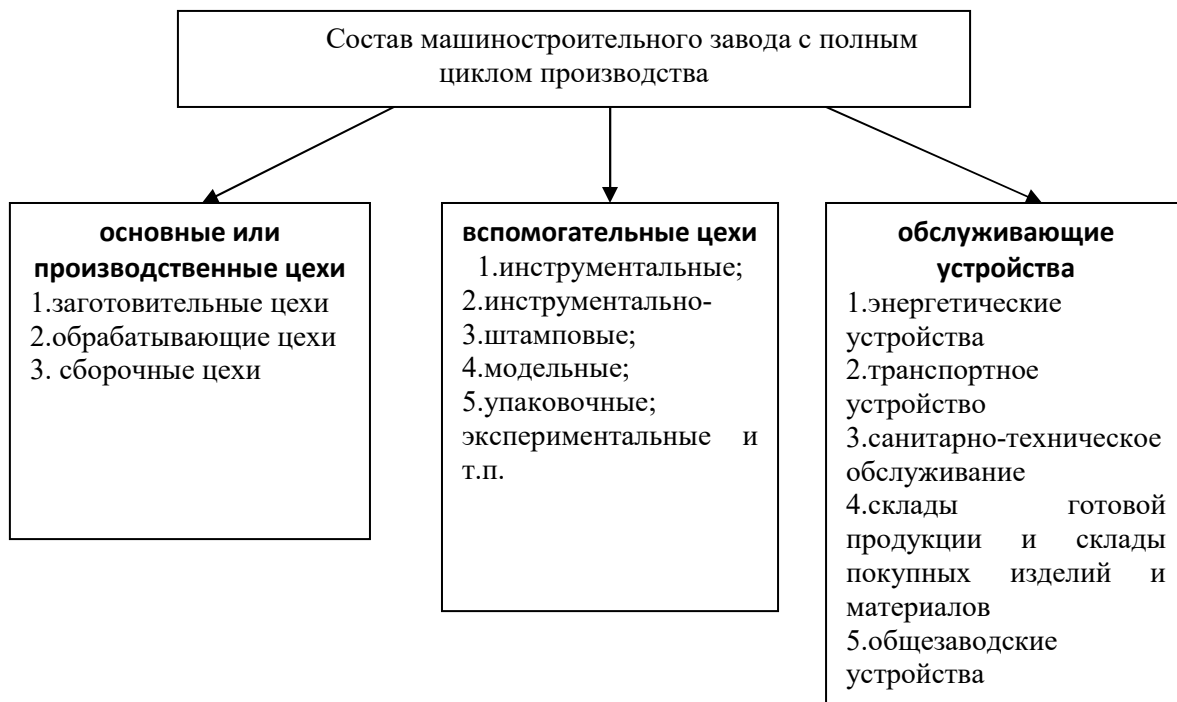 Состав машиностроительного завода с полным
циклом производства
основные или
производственные цехи
1.заготовительные цехи
2.обрабатывающие цехи
3. сборочные цехи
вспомогательные цехи
1.инструментальные;
2.инструментально-
3.штамповые;
4.модельные;
5.упаковочные;
экспериментальные и
т.п.
обслуживающие
устройства
1.энергетические
устройства
2.транспортное
устройство
3.санитарно-техническое
обслуживание
4.склады готовой
продукции и склады
покупных изделий и
материалов
5.общезаводские
устройства